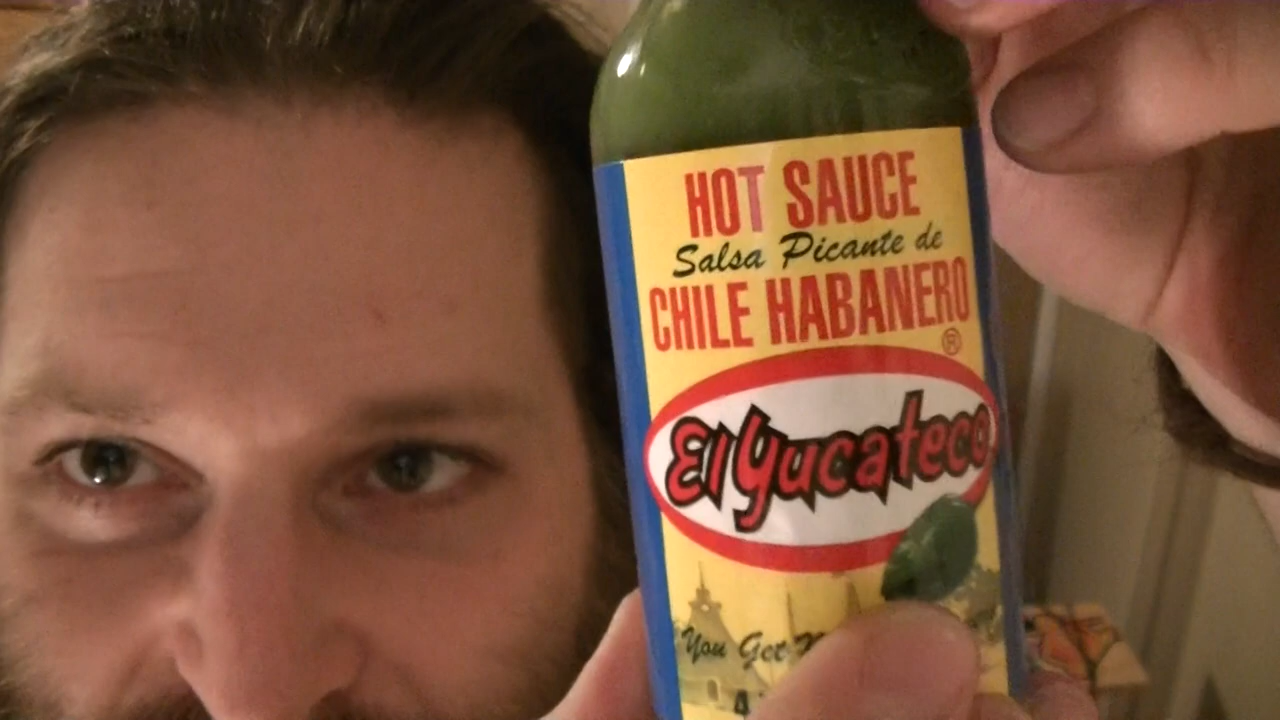 HOT SAUCE
Salsa Picante de
CHILE HABANERO
®
El Yucateco
You Get